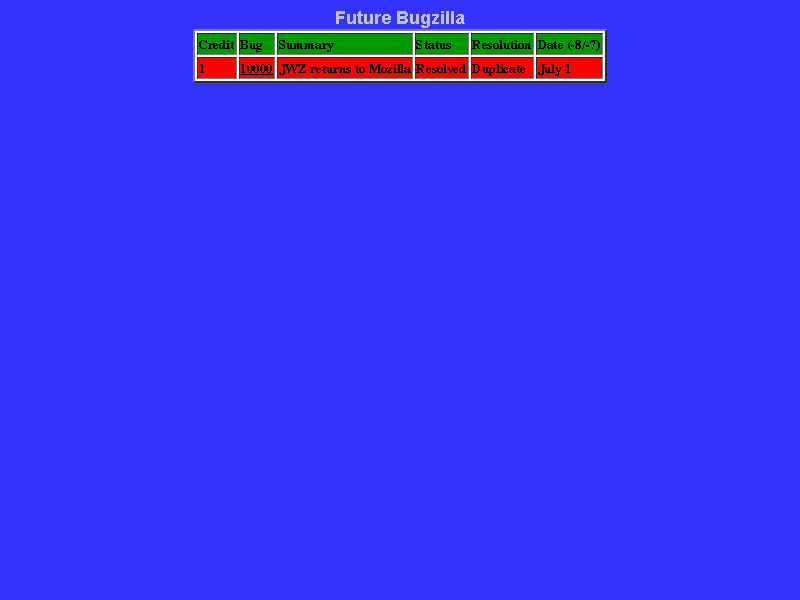 Future Bugzilla
Credit Bug Summary Status Resolution Date (-8/-7)
1 10000 JWZ returns to Mozilla Resolved Duplicate July 1